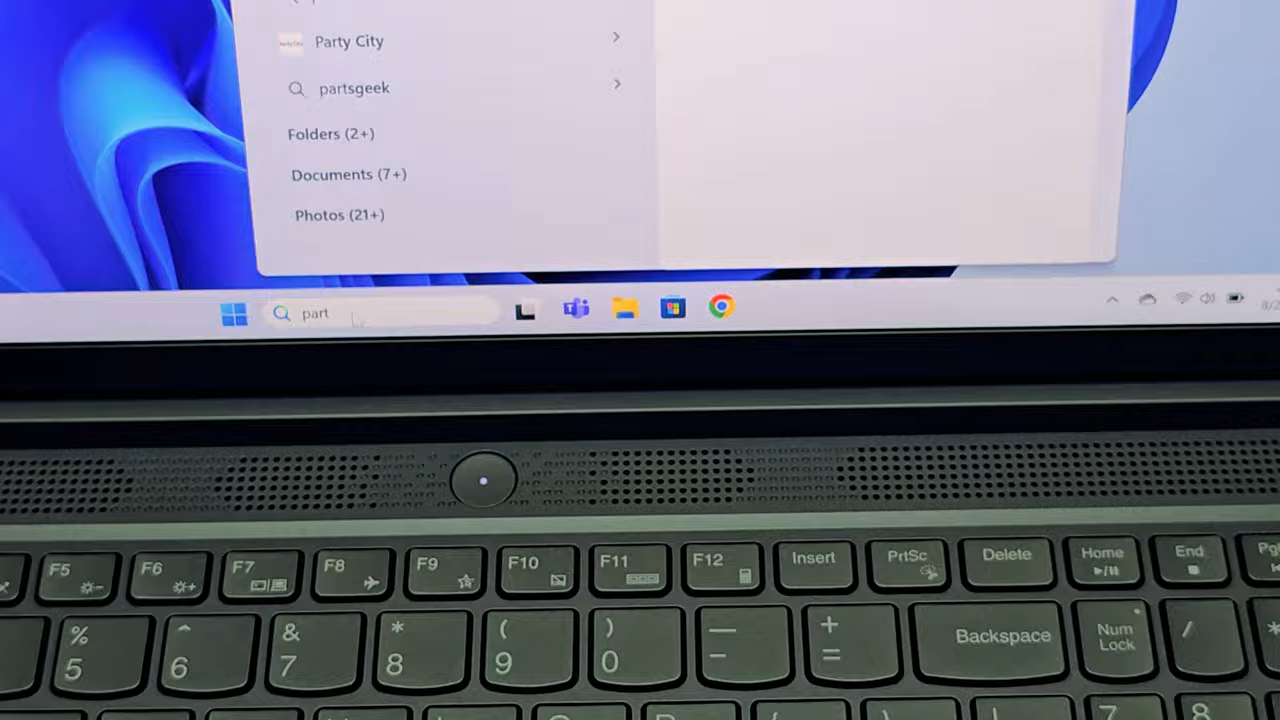 Party City
partsgeek
Folders (2+)
Documents (7+)
Photos (21+)
part
F5
F6
F7
F8
F9
F10
F11
F12
Insert
PrtSc
Delete
Home
End
%
5
^
6
&
7
*
8
(
9
)
0
—
-
+
=
Backspace
Num
Lock
/
*
7
8